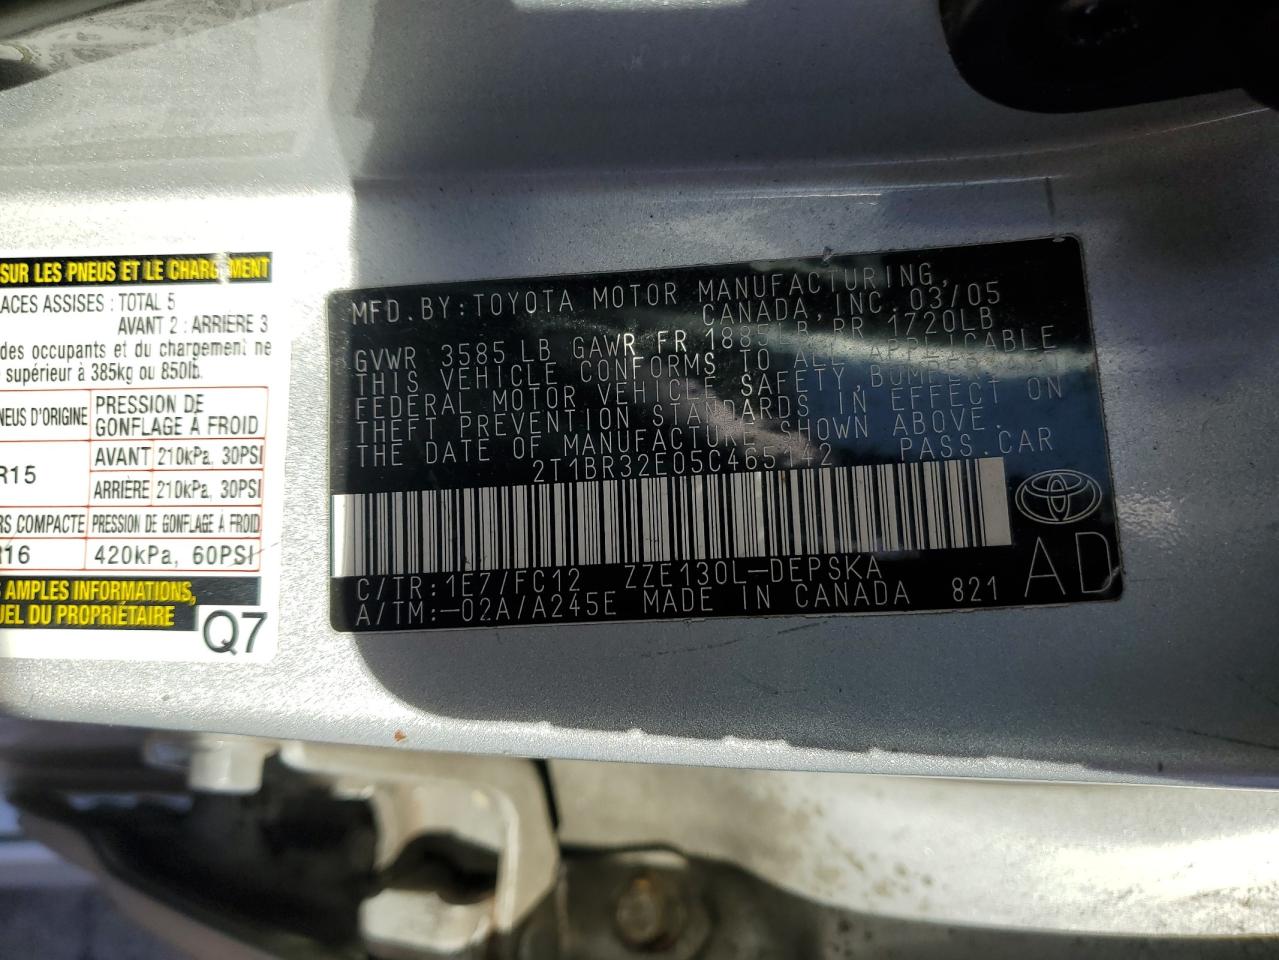 SUR LES PNEUS ET LE CHARGEMENT
ACES ASSISES : TOTAL 5
AVANT 2 : ARRIÈRE 3
des occupants et du chargement ne
supérieur à 385kg ou 850lb.
NEUS D'ORIGINE
PRESSION DE
GONFLAGE À FROID
R15
AVANT 210kPa, 30PSI
ARRIÈRE 210kPa, 30PSI
RS COMPACTE
PRESSION DE GONFLAGE À FROID
R16
420kPa, 60PSI
S AMPLES INFORMATIONS,
UEL DU PROPRIÉTAIRE
Q7
MFD.BY:TOYOTA MOTOR MANUFACTURING,
CANADA, INC. 03/05
GVWR 3585 LB GAWR FR 1885LB RR 1720LB
THIS VEHICLE CONFORMS TO ALL APPLICABLE
FEDERAL MOTOR VEHICLE SAFETY, BUMPER, AND
THEFT PREVENTION STANDARDS IN EFFECT ON
THE DATE OF MANUFACTURE SHOWN ABOVE.
2T1BR32E05C465142 PASS.CAR
C/TR:1E7/FC12 ZZE130L-DEPSKA
A/TM:-02A/A245E MADE IN CANADA 821
AD